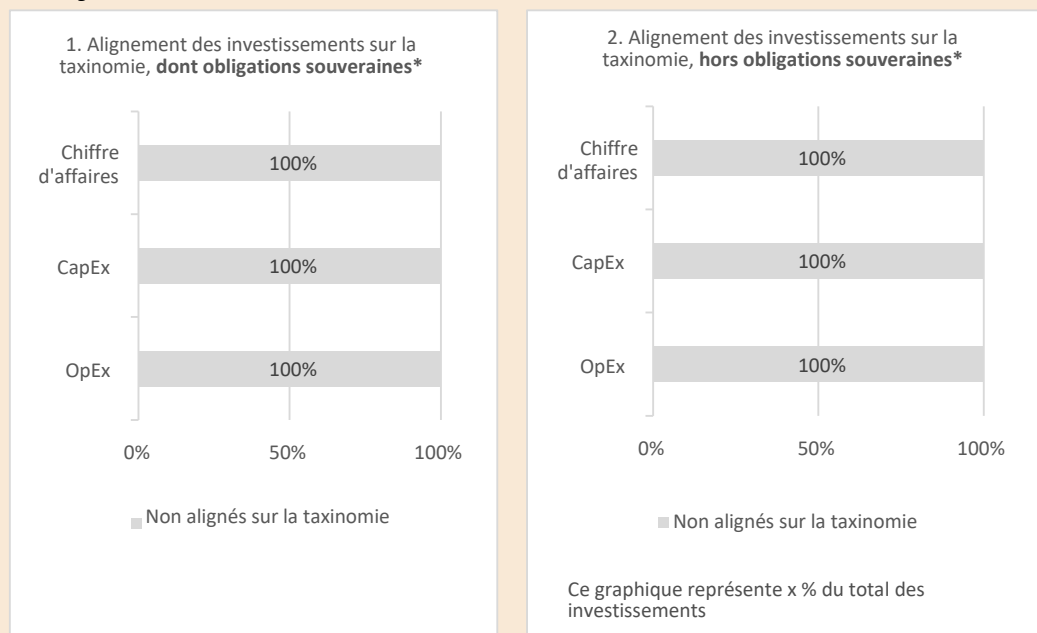 1. Alignement des investissements sur la
taxinomie, dont obligations souveraines*
Chiffre
d'affaires
100%
CapEx
100%
OpEx
100%
0%
50%
100%
Non alignés sur la taxinomie
2. Alignement des investissements sur la
taxinomie, hors obligations souveraines*
Chiffre
d'affaires
100%
CapEx
100%
OpEx
100%
0%
50%
100%
Non alignés sur la taxinomie
Ce graphique représente x % du total des
investissements